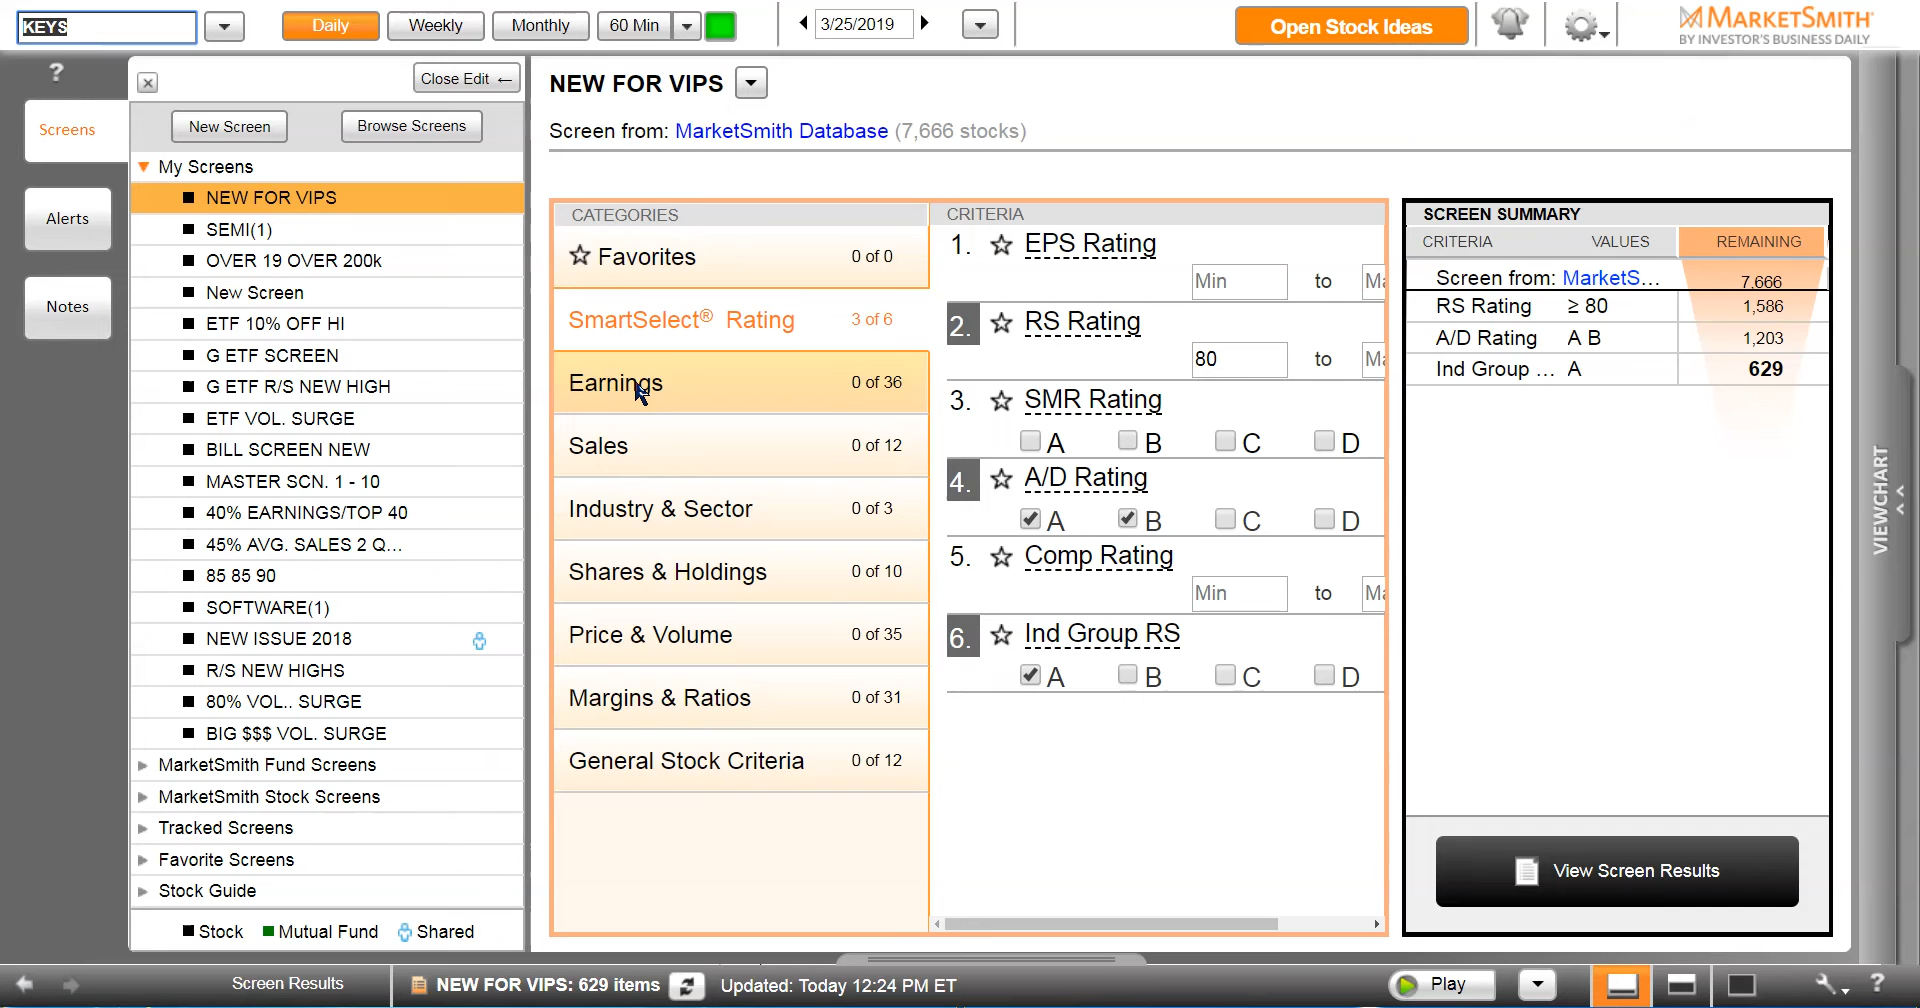 KEYS
Daily
Weekly
Monthly
60 Min
3/25/2019
Open Stock Ideas
MARKETSMITH
BY INVESTOR'S BUSINESS DAILY
?
Screens
Alerts
Notes
x
Close Edit ←
New Screen
Browse Screens
My Screens
NEW FOR VIPS
SEMI(1)
OVER 19 OVER 200k
New Screen
ETF 10% OFF HI
G ETF SCREEN
G ETF R/S NEW HIGH
ETF VOL. SURGE
BILL SCREEN NEW
MASTER SCN. 1 - 10
40% EARNINGS/TOP 40
45% AVG. SALES 2 Q...
85 85 90
SOFTWARE(1)
NEW ISSUE 2018
R/S NEW HIGHS
80% VOL.. SURGE
BIG $$$ VOL. SURGE
MarketSmith Fund Screens
MarketSmith Stock Screens
Tracked Screens
Favorite Screens
Stock Guide
Stock Mutual Fund Shared
NEW FOR VIPS
Screen from: MarketSmith Database (7,666 stocks)
CATEGORIES
Favorites 0 of 0
SmartSelect® Rating 3 of 6
Earnings 0 of 36
Sales 0 of 12
Industry & Sector 0 of 3
Shares & Holdings 0 of 10
Price & Volume 0 of 35
Margins & Ratios 0 of 31
General Stock Criteria 0 of 12
CRITERIA
1. EPS Rating
Min to Ma
2. RS Rating
80 to Ma
3. SMR Rating
A B C D
4. A/D Rating
A B C D
5. Comp Rating
Min to Ma
6. Ind Group RS
A B C D
SCREEN SUMMARY
CRITERIA VALUES REMAINING
Screen from: MarketS... 7,666
RS Rating ≥ 80 1,586
A/D Rating A B 1,203
Ind Group ... A 629
View Screen Results
VIEWCHART
Screen Results
NEW FOR VIPS: 629 items
Updated: Today 12:24 PM ET
Play
?